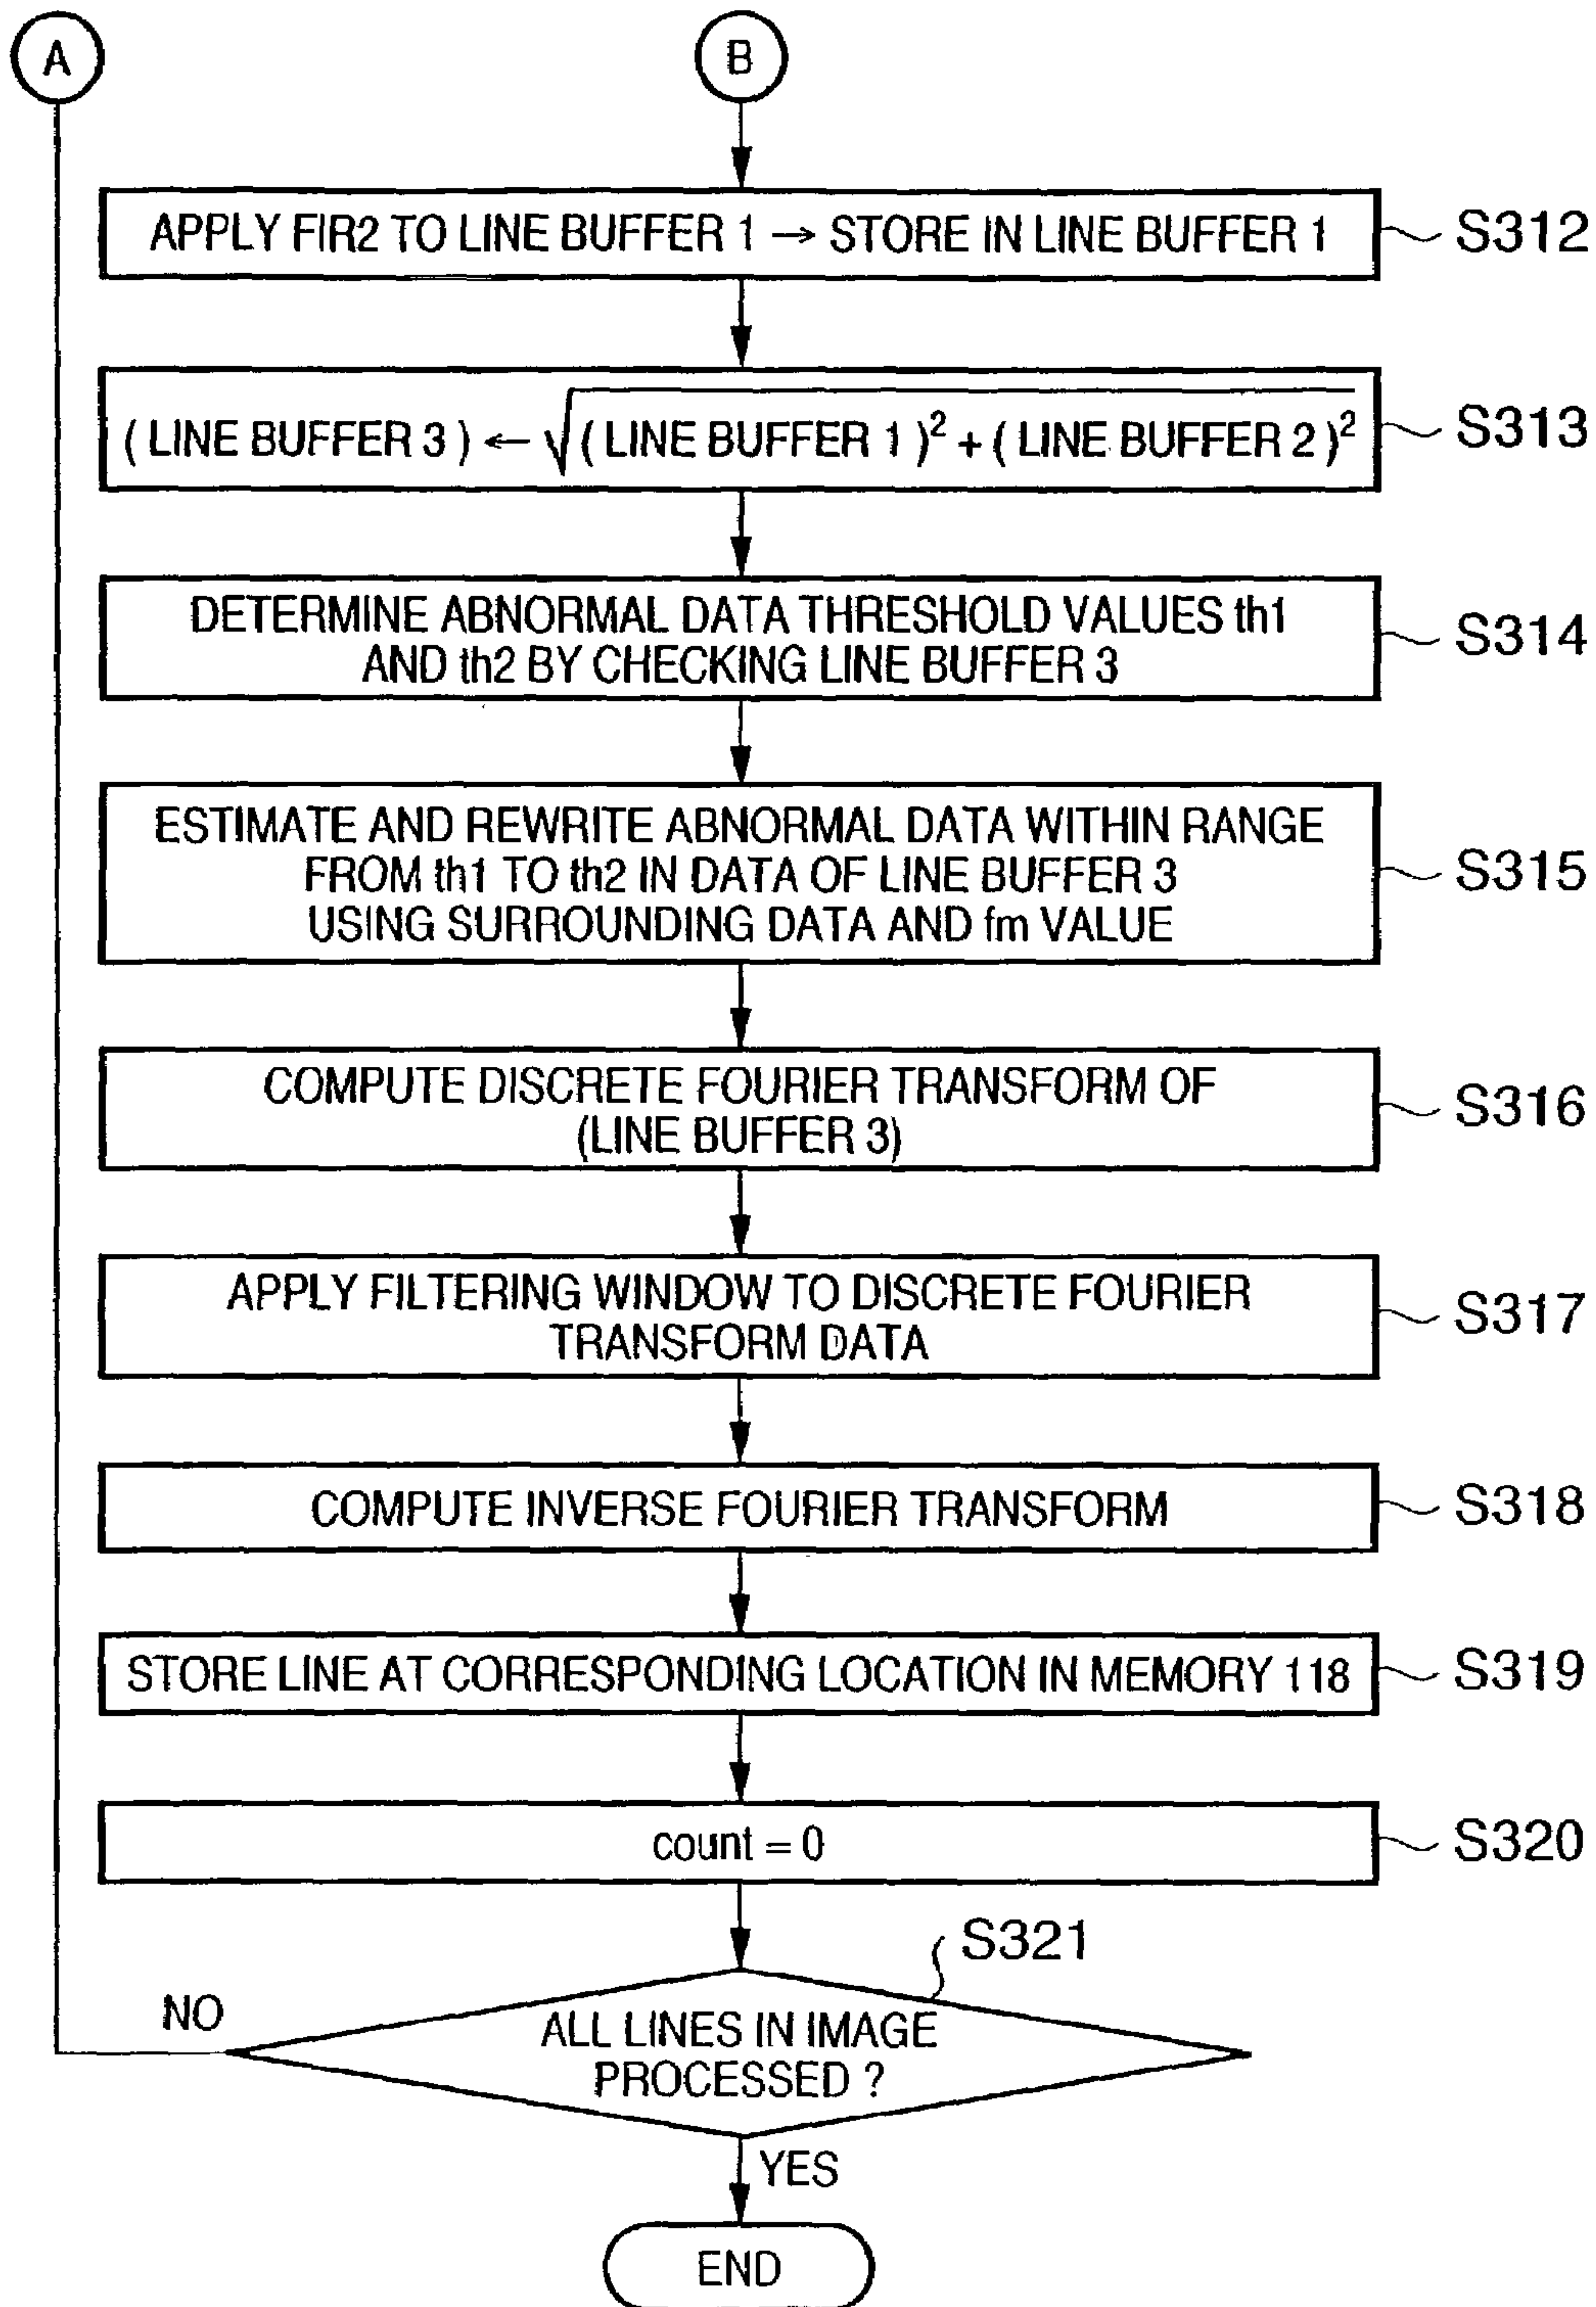 A
B
APPLY FIR2 TO LINE BUFFER 1 → STORE IN LINE BUFFER 1
S312
( LINE BUFFER 3 ) ← √( LINE BUFFER 1 )² + ( LINE BUFFER 2 )²
S313
DETERMINE ABNORMAL DATA THRESHOLD VALUES th1
AND th2 BY CHECKING LINE BUFFER 3
S314
ESTIMATE AND REWRITE ABNORMAL DATA WITHIN RANGE
FROM th1 TO th2 IN DATA OF LINE BUFFER 3
USING SURROUNDING DATA AND fm VALUE
S315
COMPUTE DISCRETE FOURIER TRANSFORM OF
(LINE BUFFER 3)
S316
APPLY FILTERING WINDOW TO DISCRETE FOURIER
TRANSFORM DATA
S317
COMPUTE INVERSE FOURIER TRANSFORM
S318
STORE LINE AT CORRESPONDING LOCATION IN MEMORY 118
S319
count = 0
S320
S321
NO
ALL LINES IN IMAGE
PROCESSED ?
YES
END